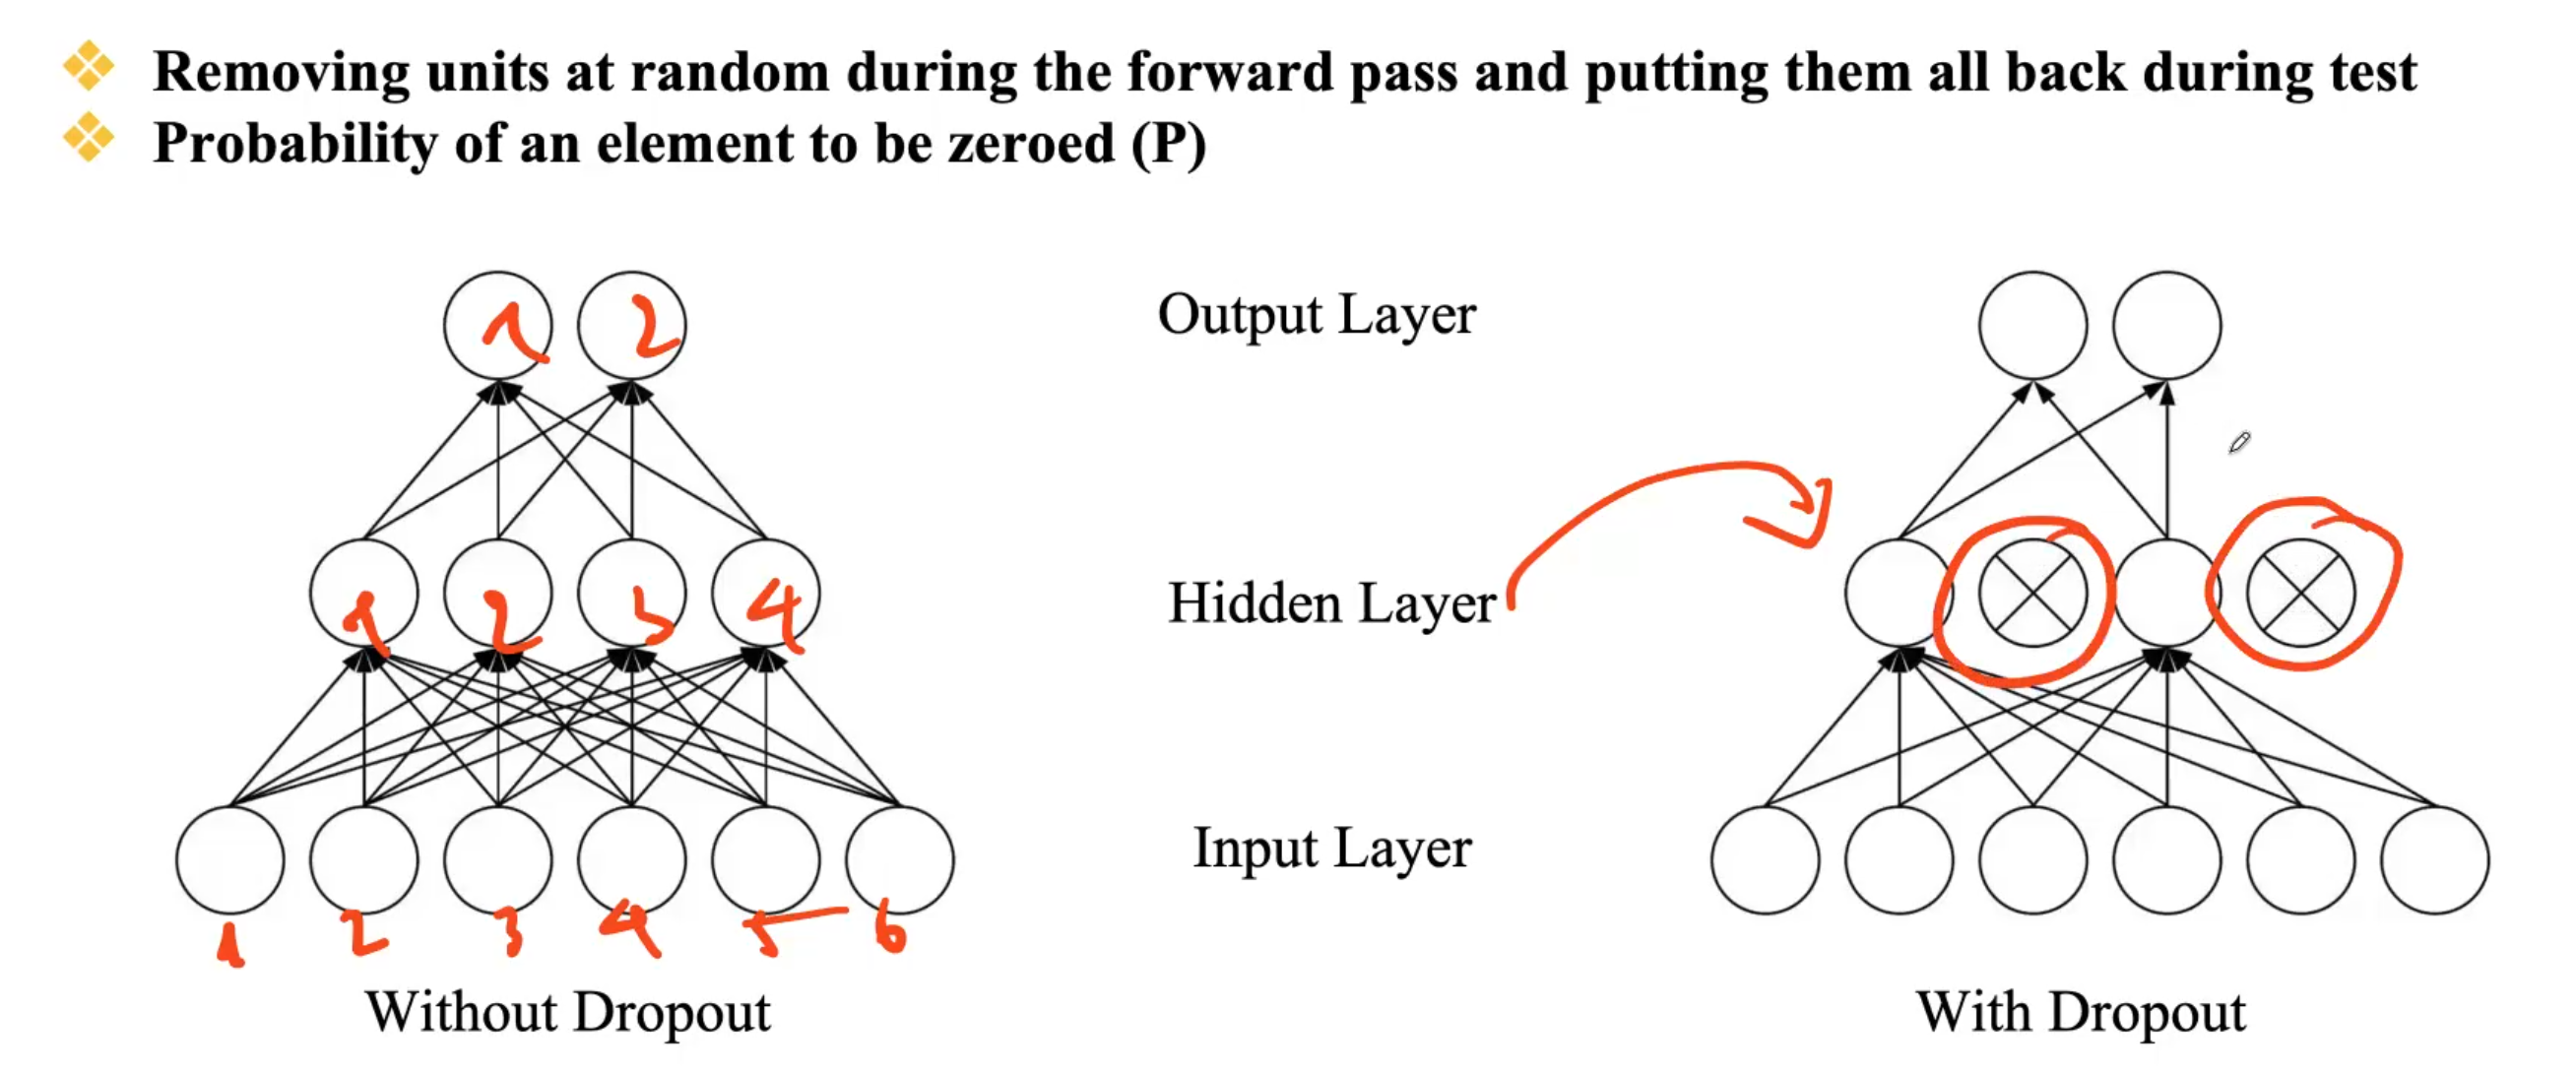 Removing units at random during the forward pass and putting them all back during test
Probability of an element to be zeroed (P)
1 2
Output Layer
1 2 3 4
Hidden Layer
Input Layer
1 2 3 4 5 6
Without Dropout
With Dropout